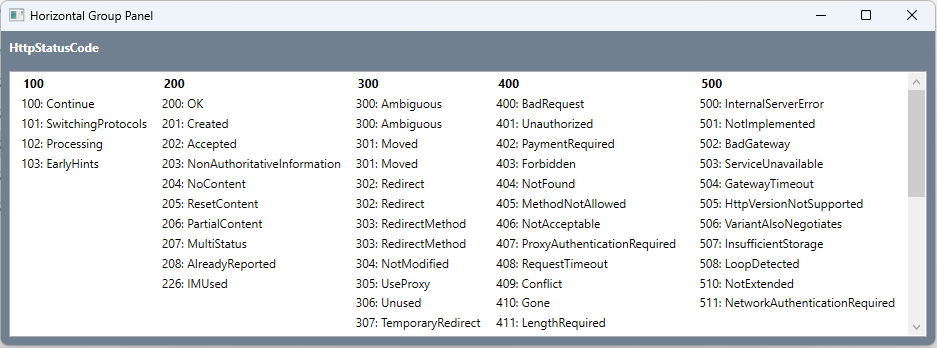 Horizontal Group Panel
HttpStatusCode
100
100: Continue
101: SwitchingProtocols
102: Processing
103: EarlyHints
200
200: OK
201: Created
202: Accepted
203: NonAuthoritativeInformation
204: NoContent
205: ResetContent
206: PartialContent
207: MultiStatus
208: AlreadyReported
226: IMUsed
300
300: Ambiguous
300: Ambiguous
301: Moved
301: Moved
302: Redirect
302: Redirect
303: RedirectMethod
303: RedirectMethod
304: NotModified
305: UseProxy
306: Unused
307: TemporaryRedirect
400
400: BadRequest
401: Unauthorized
402: PaymentRequired
403: Forbidden
404: NotFound
405: MethodNotAllowed
406: NotAcceptable
407: ProxyAuthenticationRequired
408: RequestTimeout
409: Conflict
410: Gone
411: LengthRequired
500
500: InternalServerError
501: NotImplemented
502: BadGateway
503: ServiceUnavailable
504: GatewayTimeout
505: HttpVersionNotSupported
506: VariantAlsoNegotiates
507: InsufficientStorage
508: LoopDetected
510: NotExtended
511: NetworkAuthenticationRequired